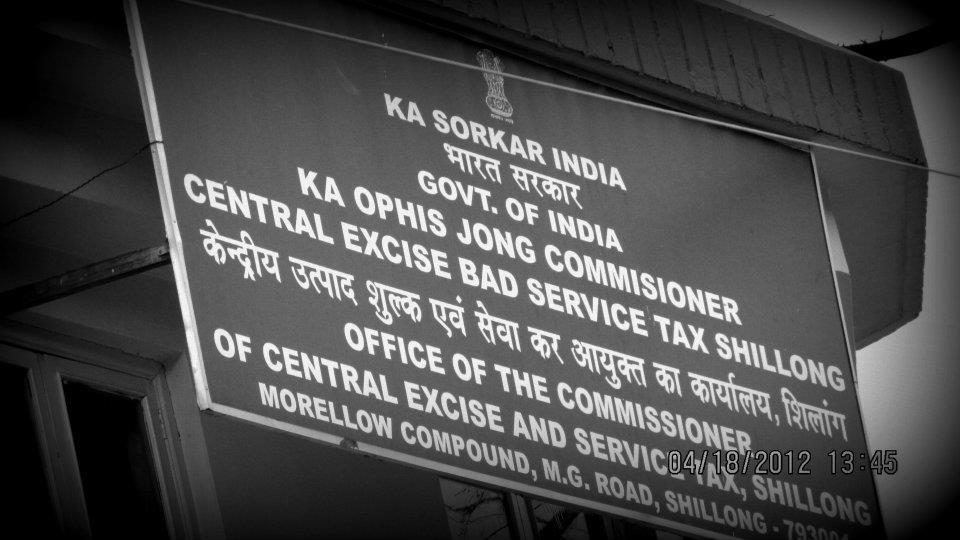 KA SORKAR INDIA
भारत सरकार
GOVT. OF INDIA
KA OPHIS JONG COMMISIONER
CENTRAL EXCISE BAD SERVICE TAX SHILLONG
केन्द्रीय उत्पाद शुल्क एवं सेवा कर आयुक्त का कार्यालय, शिलांग
OFFICE OF THE COMMISSIONER
OF CENTRAL EXCISE AND SERVICE TAX, SHILLONG
MORELLOW COMPOUND, M.G. ROAD, SHILLONG -
04/18/2012 13:45